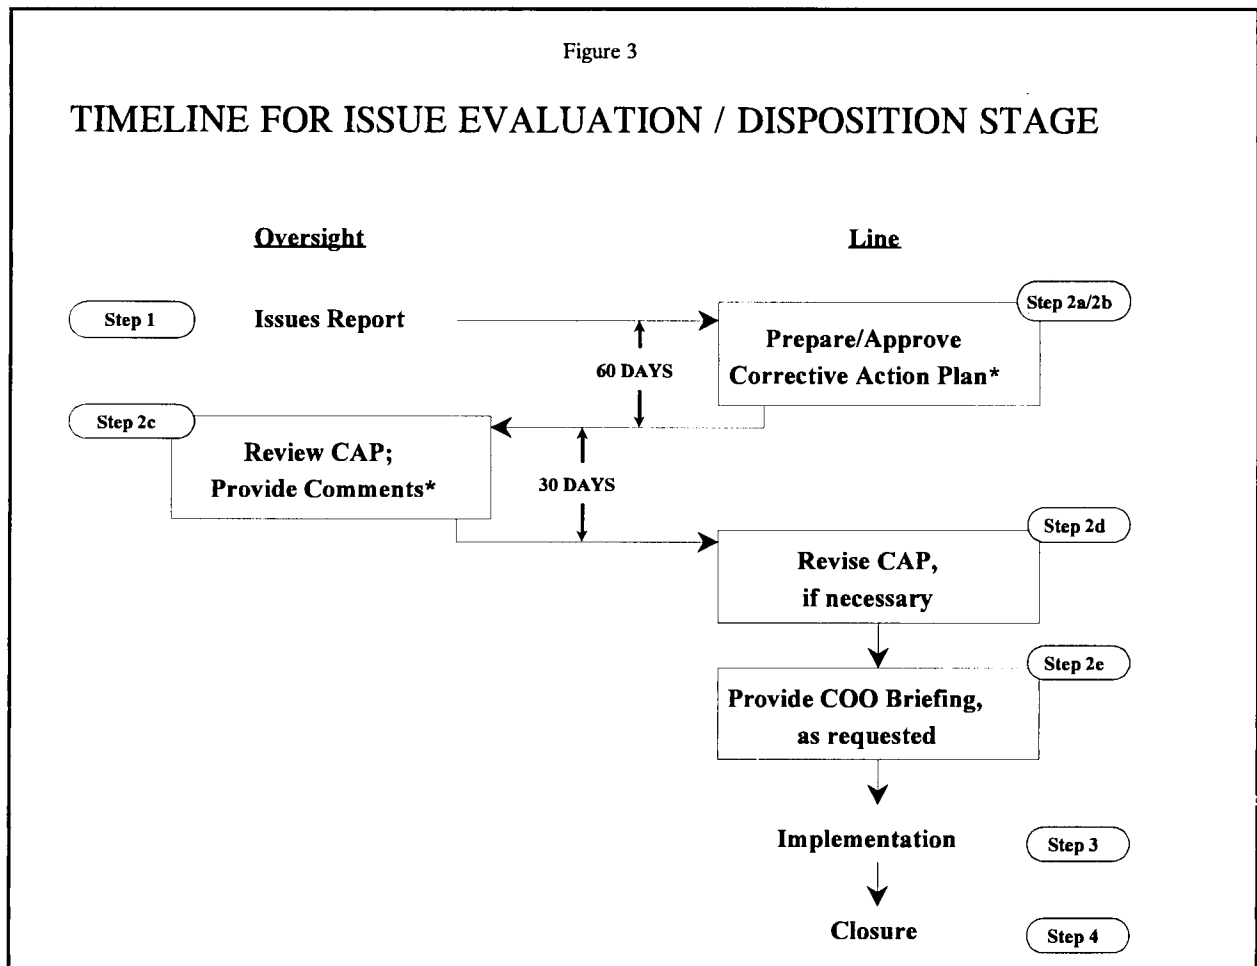 Figure 3
TIMELINE FOR ISSUE EVALUATION / DISPOSITION STAGE
Oversight
Line
Step 1
Issues Report
Step 2a/2b
Prepare/Approve
Corrective Action Plan*
60 DAYS
Step 2c
Review CAP;
Provide Comments*
30 DAYS
Step 2d
Revise CAP,
if necessary
Step 2e
Provide COO Briefing,
as requested
Implementation
Step 3
Closure
Step 4